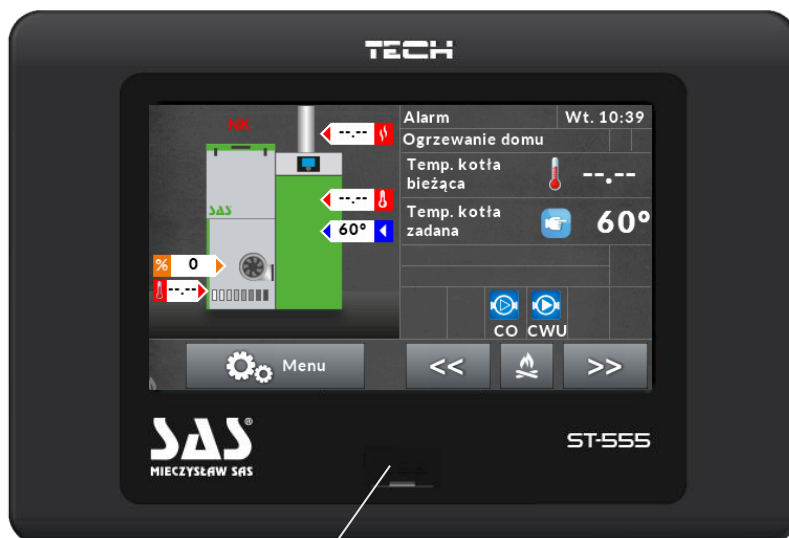 TECH
NK
--.--
SAS
--.--
60°
% 0
--.--
Alarm Wt. 10:39
Ogrzewanie domu
Temp. kotła
bieżąca --.--
Temp. kotła
zadana 60°
CO CWU
Menu << >>
SAS®
MIECZYSŁAW SAS
ST-555